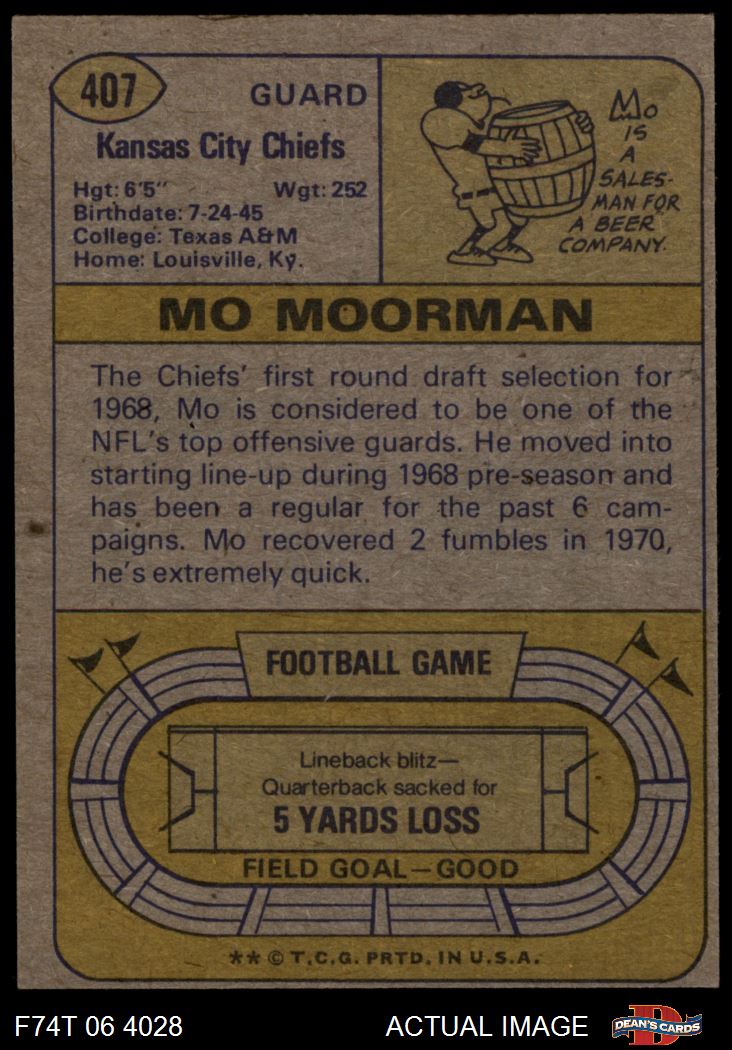 407
GUARD
Kansas City Chiefs
Hgt: 6'5" Wgt: 252
Birthdate: 7-24-45
College: Texas A&M
Home: Louisville, Ky.
Mo
IS
A
SALES-
MAN FOR
A BEER
COMPANY.
MO MOORMAN
The Chiefs' first round draft selection for
1968, Mo is considered to be one of the
NFL's top offensive guards. He moved into
starting line-up during 1968 pre-season and
has been a regular for the past 6 cam-
paigns. Mo recovered 2 fumbles in 1970,
he's extremely quick.
FOOTBALL GAME
Lineback blitz—
Quarterback sacked for
5 YARDS LOSS
FIELD GOAL—GOOD
** © T.C.G. PRTD. IN U.S.A.
F74T 06 4028 ACTUAL IMAGE
D
DEAN'S CARDS